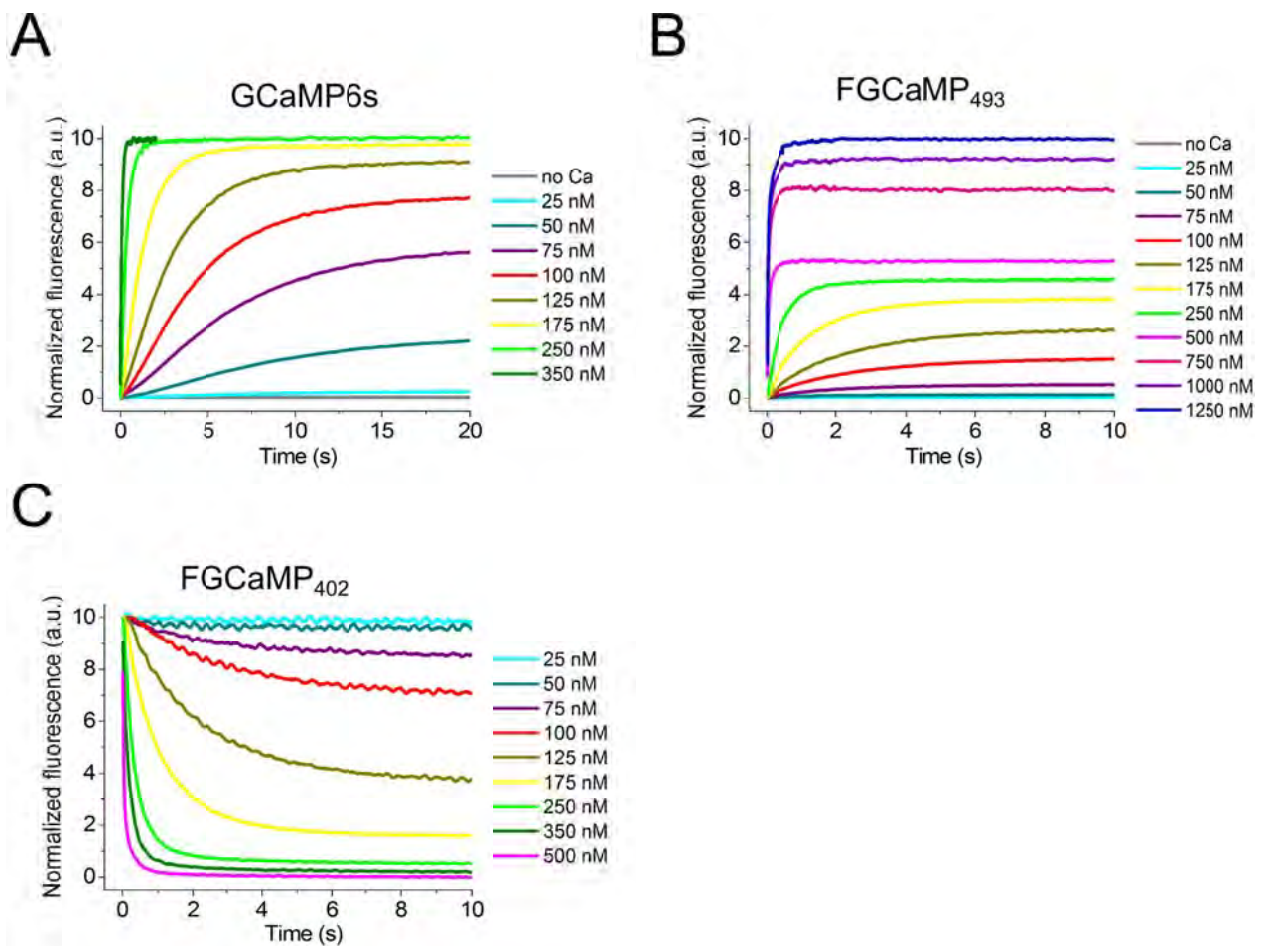 A
GCaMP6s
Normalized fluorescence (a.u.)
10
8
6
4
2
0
0 5 10 15 20
Time (s)
no Ca
25 nM
50 nM
75 nM
100 nM
125 nM
175 nM
250 nM
350 nM
B
FGCaMP493
Normalized fluorescence (a.u.)
10
8
6
4
2
0
0 2 4 6 8 10
Time (s)
no Ca
25 nM
50 nM
75 nM
100 nM
125 nM
175 nM
250 nM
500 nM
750 nM
1000 nM
1250 nM
C
FGCaMP402
Normalized fluorescence (a.u.)
10
8
6
4
2
0
0 2 4 6 8 10
Time (s)
25 nM
50 nM
75 nM
100 nM
125 nM
175 nM
250 nM
350 nM
500 nM